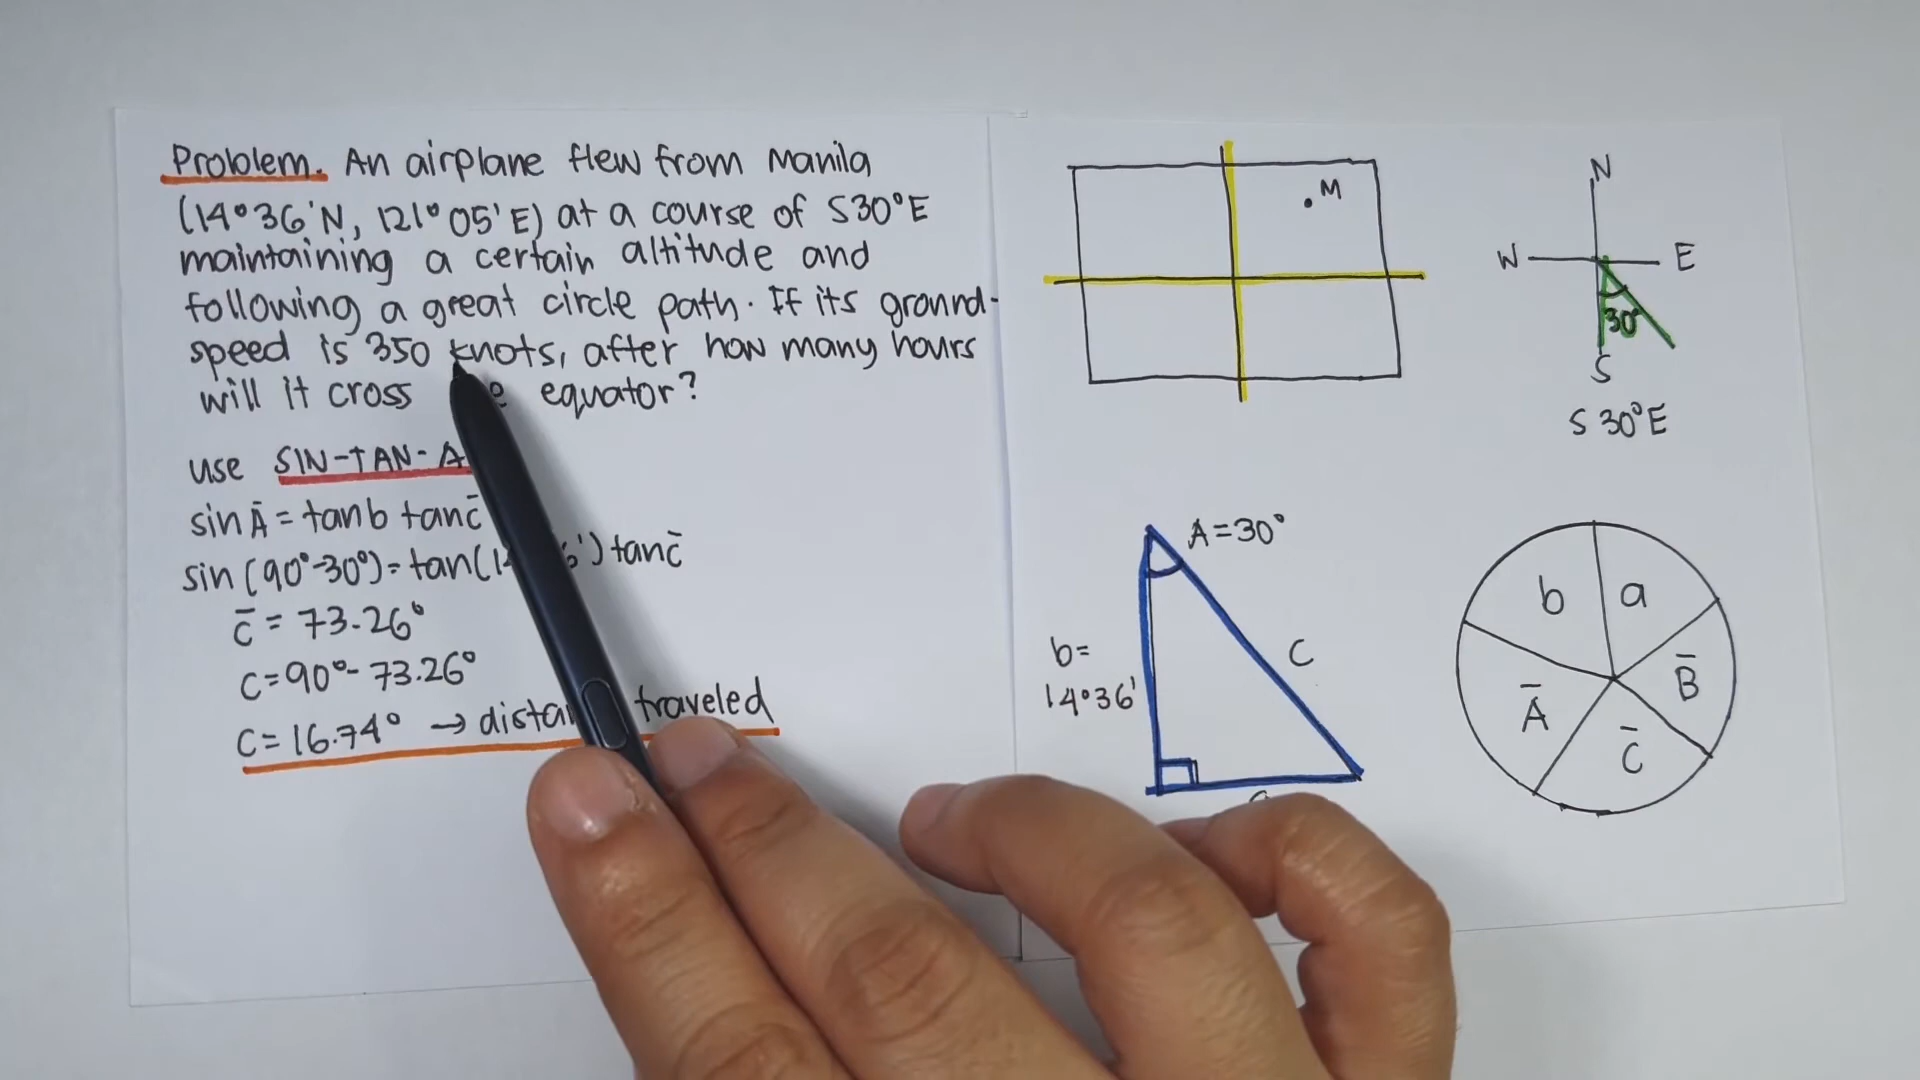 Problem. An airplane flew from Manila
(14°36'N, 121°05'E) at a course of S30°E
maintaining a certain altitude and
following a great circle path. If its ground-
speed is 350 knots, after how many hours
will it cross equator?
use SIN-TAN-A
sin Ā = tan b tan c̄
sin (90°-30°) = tan( ') tan c̄
c̄ = 73.26°
c = 90° - 73.26°
c = 16.74° → traveled
M
N
W E
30°
S
S 30°E
A = 30°
b =
14°36'
c
b a
Ā B̄
C̄